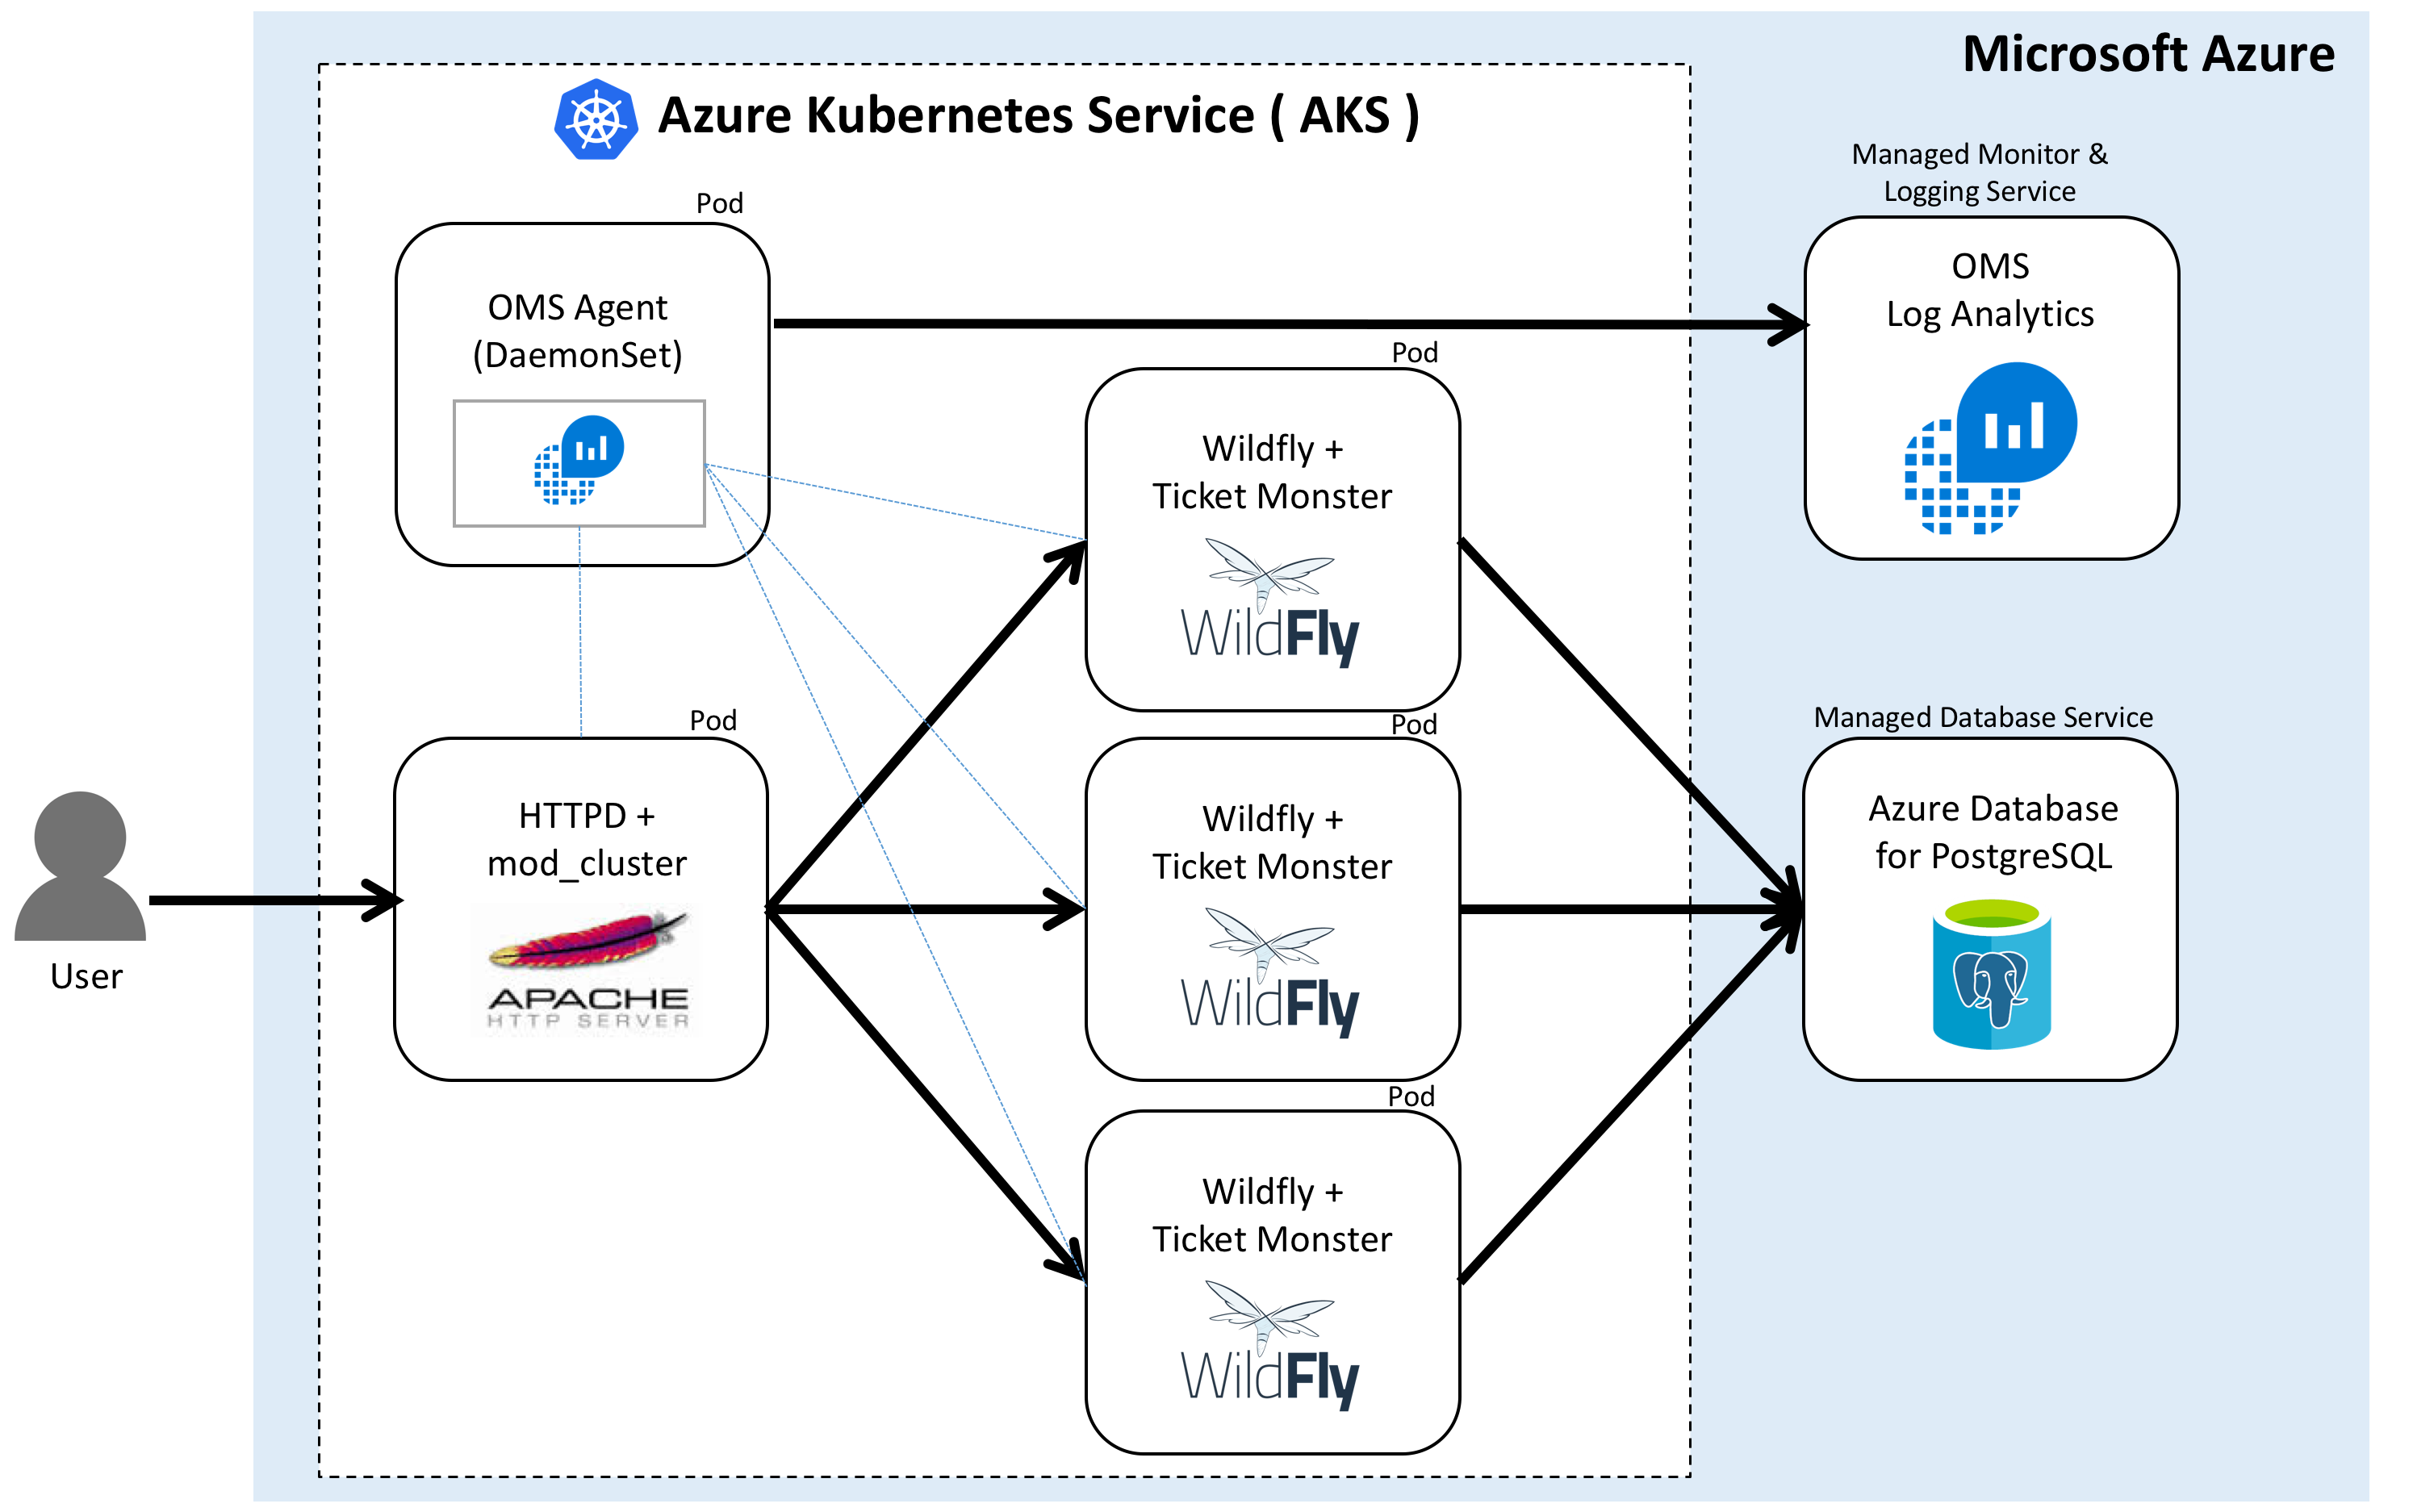 Microsoft Azure
Azure Kubernetes Service ( AKS )
Managed Monitor &
Logging Service
Pod
OMS Agent
(DaemonSet)
OMS
Log Analytics
Pod
Wildfly +
Ticket Monster
WildFly
Pod
HTTPD +
mod_cluster
APACHE
HTTP SERVER
User
Pod
Wildfly +
Ticket Monster
WildFly
Managed Database Service
Azure Database
for PostgreSQL
Pod
Wildfly +
Ticket Monster
WildFly